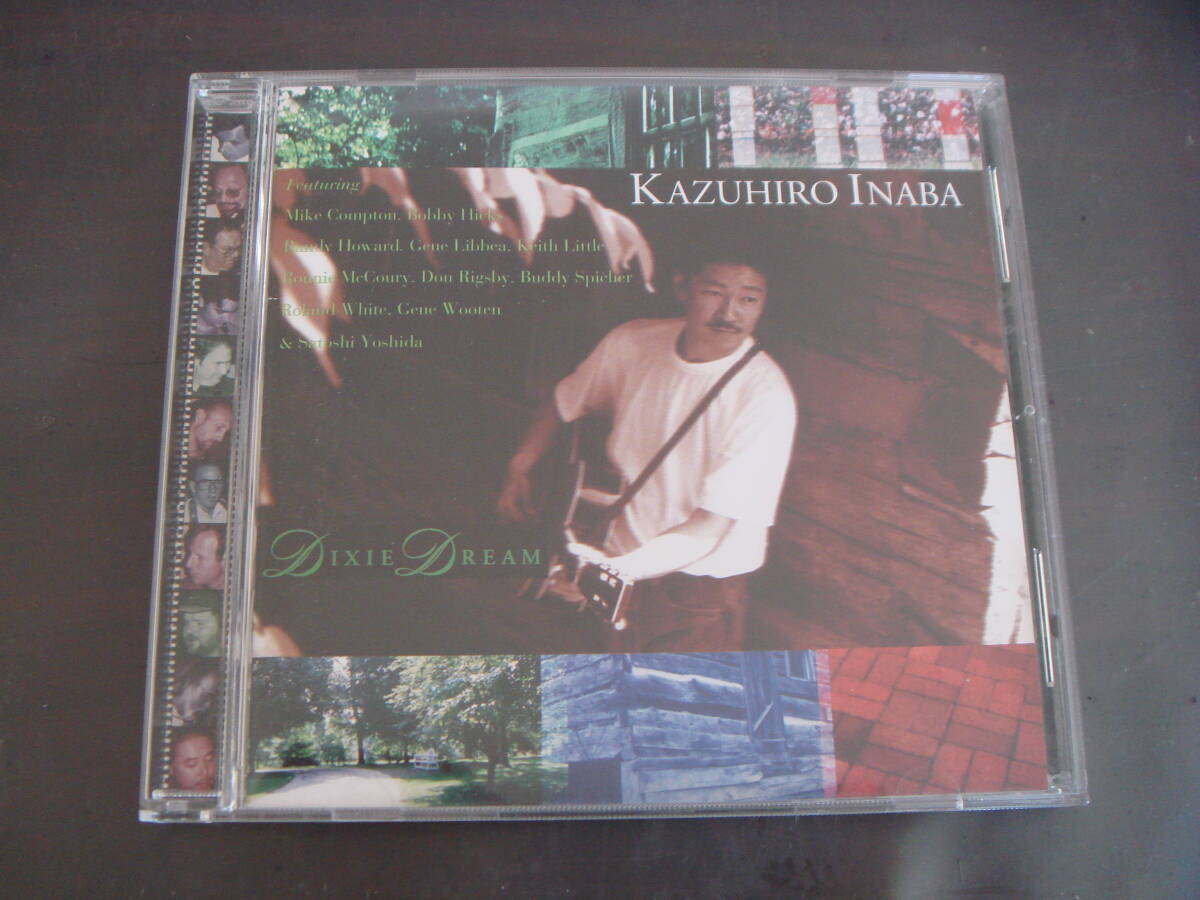 KAZUHIRO INABA
Featuring
Mike Compton, Bobby Hicks
Randy Howard, Gene Libbea, Keith Little
Ronnie McCoury, Don Rigsby, Buddy Spicher
Roland White, Gene Wooten
& Satoshi Yoshida
DIXIE DREAM